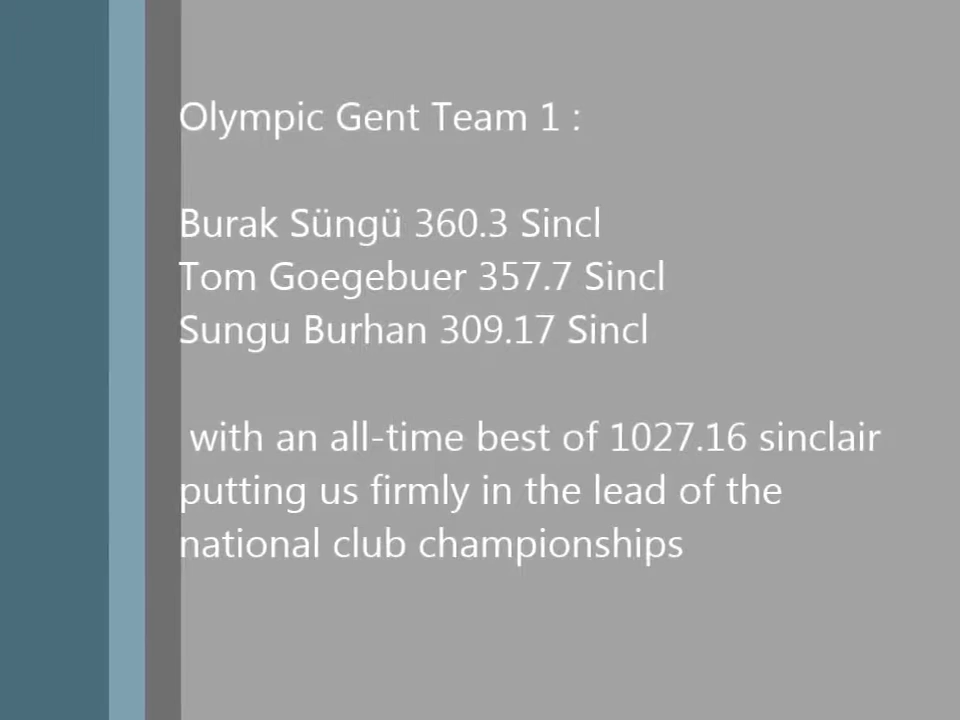 Olympic Gent Team 1 :
Burak Süngü 360.3 Sincl
Tom Goegebuer 357.7 Sincl
Sungu Burhan 309.17 Sincl
with an all-time best of 1027.16 sinclair
putting us firmly in the lead of the
national club championships